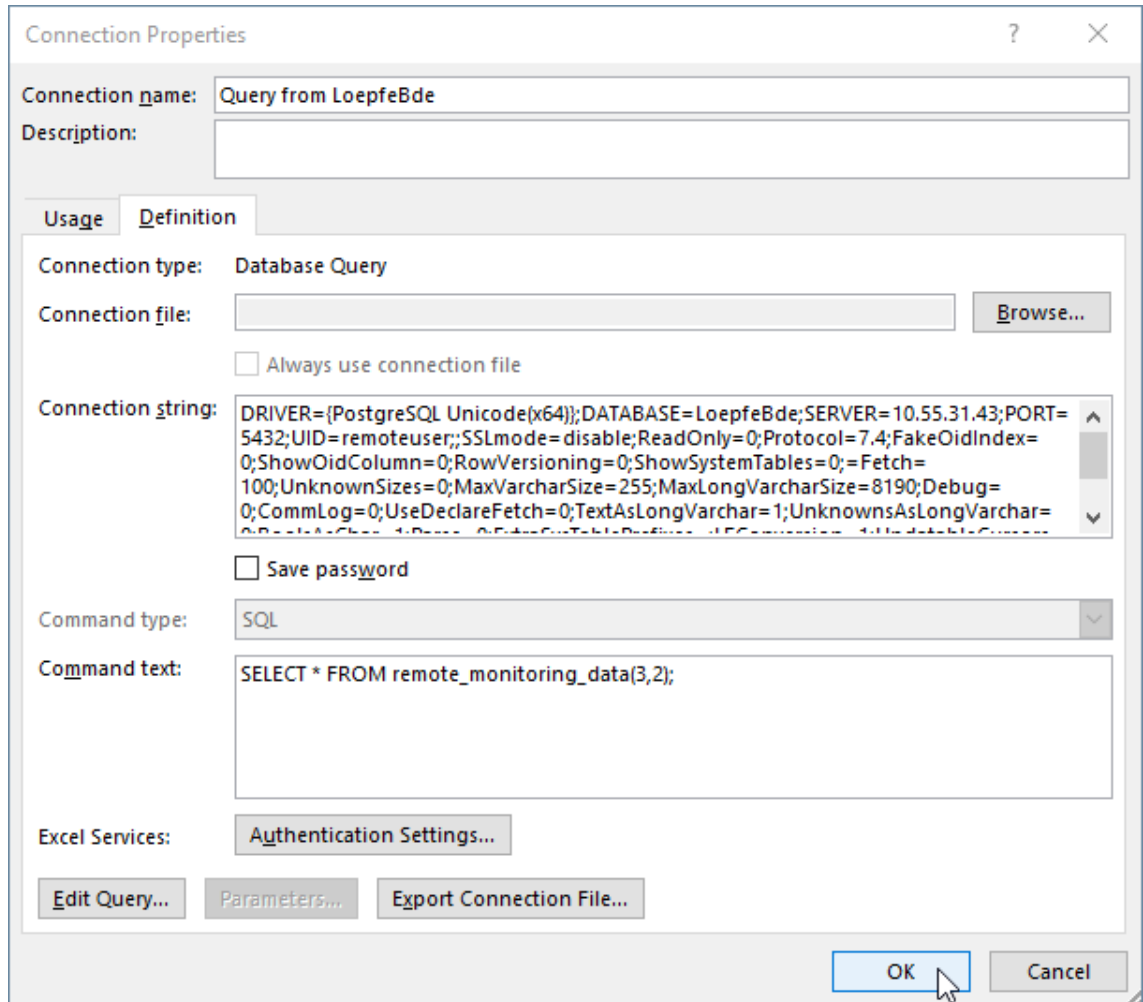 Connection Properties
?
Connection name:
Query from LoepfeBde
Description:
Usage
Definition
Connection type:
Database Query
Connection file:
Browse...
Always use connection file
Connection string:
DRIVER={PostgreSQL Unicode(x64)};DATABASE=LoepfeBde;SERVER=10.55.31.43;PORT=
5432;UID=remoteuser;;SSLmode=disable;ReadOnly=0;Protocol=7.4;FakeOidIndex=
0;ShowOidColumn=0;RowVersioning=0;ShowSystemTables=0;=Fetch=
100;UnknownSizes=0;MaxVarcharSize=255;MaxLongVarcharSize=8190;Debug=
0;CommLog=0;UseDeclareFetch=0;TextAsLongVarchar=1;UnknownsAsLongVarchar=
Save password
Command type:
SQL
Command text:
SELECT * FROM remote_monitoring_data(3,2);
Excel Services:
Authentication Settings...
Edit Query...
Parameters...
Export Connection File...
OK
Cancel